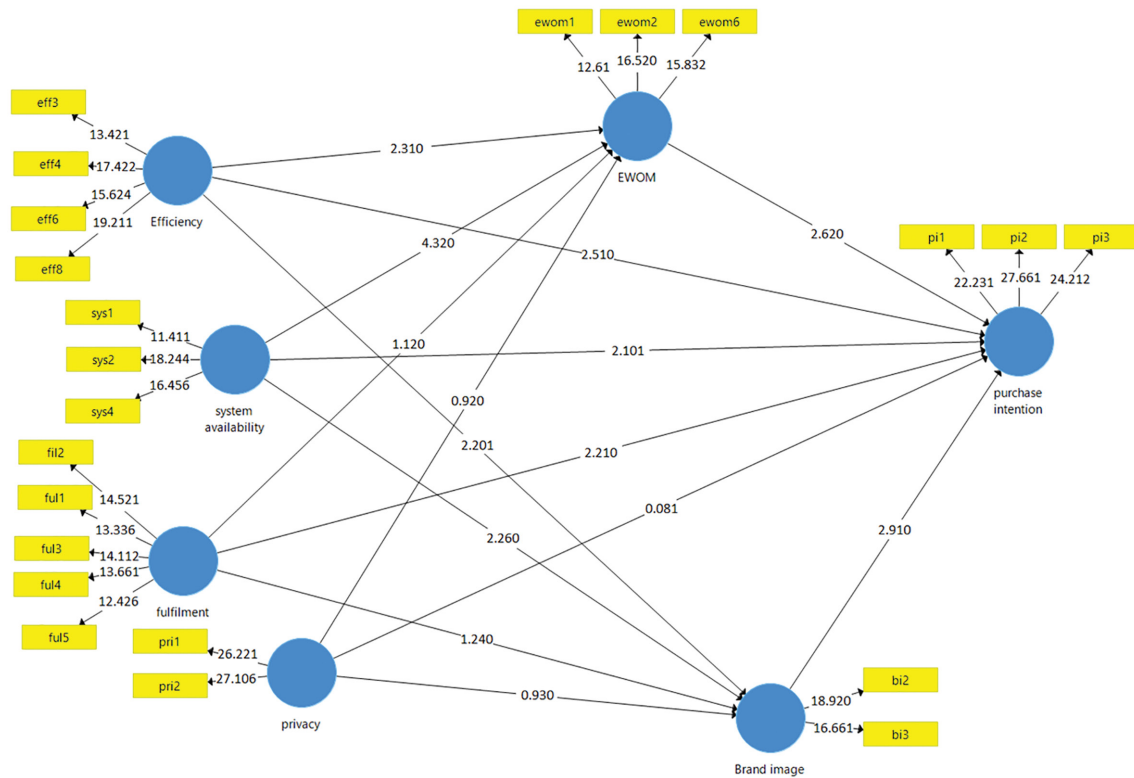 ewom1 ewom2 ewom6
12.61 16.520 15.832
EWOM
eff3
13.421
eff4 17.422
15.624
eff6
19.211
eff8
Efficiency
2.310
4.320
2.510
2.620
pi1 pi2 pi3
22.231 27.661 24.212
purchase
intention
sys1
11.411
sys2 18.244
16.456
sys4
system
availability
1.120
2.101
0.920
2.201
2.210
0.081
2.260
2.910
fil2
14.521
ful1
13.336
ful3 14.112
ful4 13.661
12.426
ful5
fulfilment
1.240
pri1
26.221
pri2 27.106
privacy
0.930
bi2
18.920
16.661
bi3
Brand image